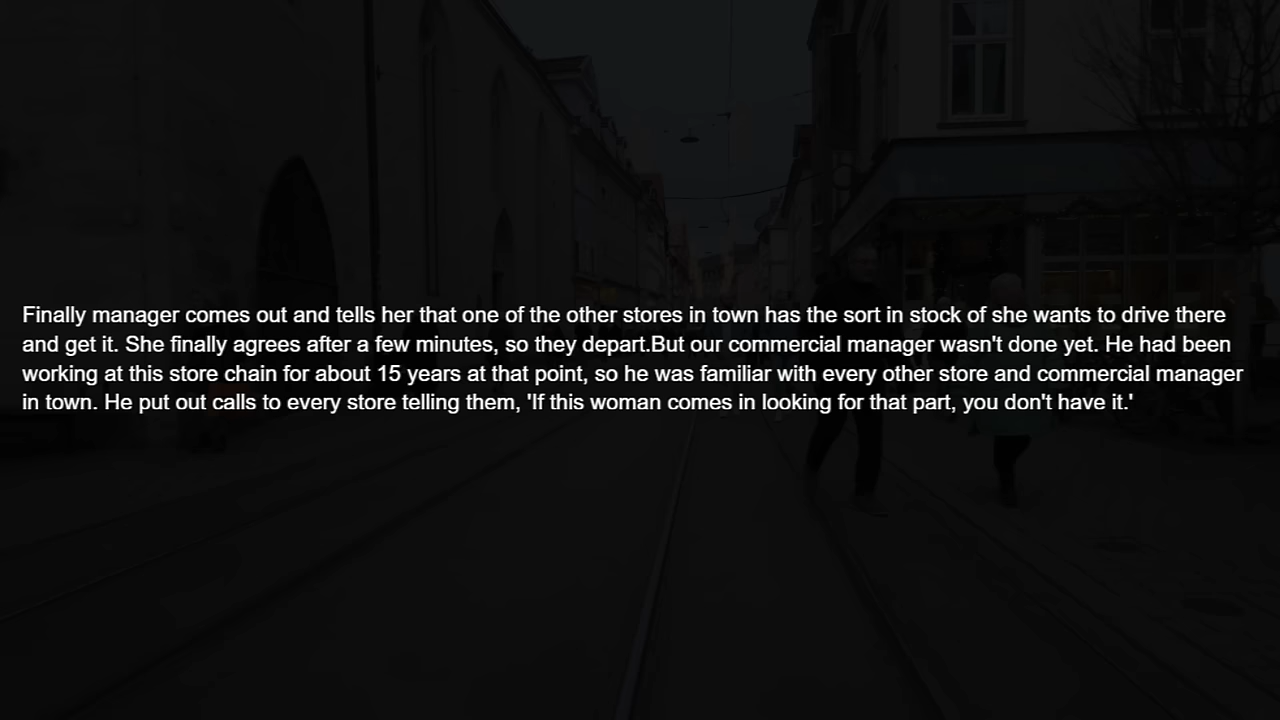 Finally manager comes out and tells her that one of the other stores in town has the sort in stock of she wants to drive there
and get it. She finally agrees after a few minutes, so they depart.But our commercial manager wasn't done yet. He had been
working at this store chain for about 15 years at that point, so he was familiar with every other store and commercial manager
in town. He put out calls to every store telling them, 'If this woman comes in looking for that part, you don't have it.'